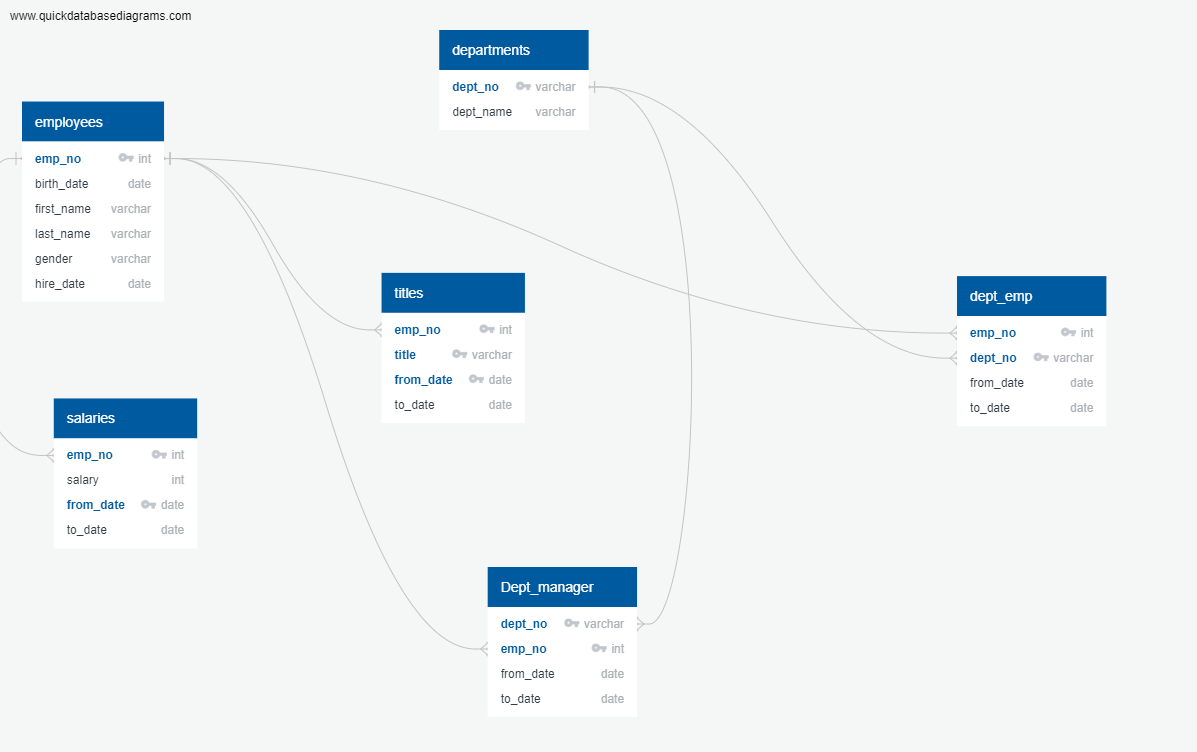 www.quickdatabasediagrams.com
departments
dept_no varchar
dept_name varchar
employees
emp_no int
birth_date date
first_name varchar
last_name varchar
gender varchar
hire_date date
titles
emp_no int
title varchar
from_date date
to_date date
dept_emp
emp_no int
dept_no varchar
from_date date
to_date date
salaries
emp_no int
salary int
from_date date
to_date date
Dept_manager
dept_no varchar
emp_no int
from_date date
to_date date